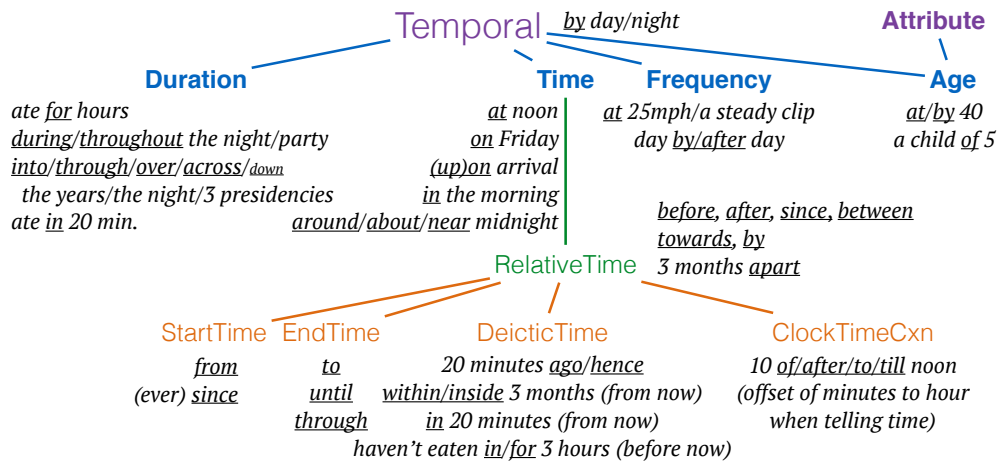 Temporal by day/night Attribute
Duration Time Frequency Age
ate for hours
during/throughout the night/party
into/through/over/across/down
the years/the night/3 presidencies
ate in 20 min.
at noon
on Friday
(up)on arrival
in the morning
around/about/near midnight
at 25mph/a steady clip
day by/after day
at/by 40
a child of 5
before, after, since, between
towards, by
3 months apart
RelativeTime
StartTime EndTime DeicticTime ClockTimeCxn
from
(ever) since
to
until
through
20 minutes ago/hence
within/inside 3 months (from now)
in 20 minutes (from now)
haven't eaten in/for 3 hours (before now)
10 of/after/to/till noon
(offset of minutes to hour
when telling time)